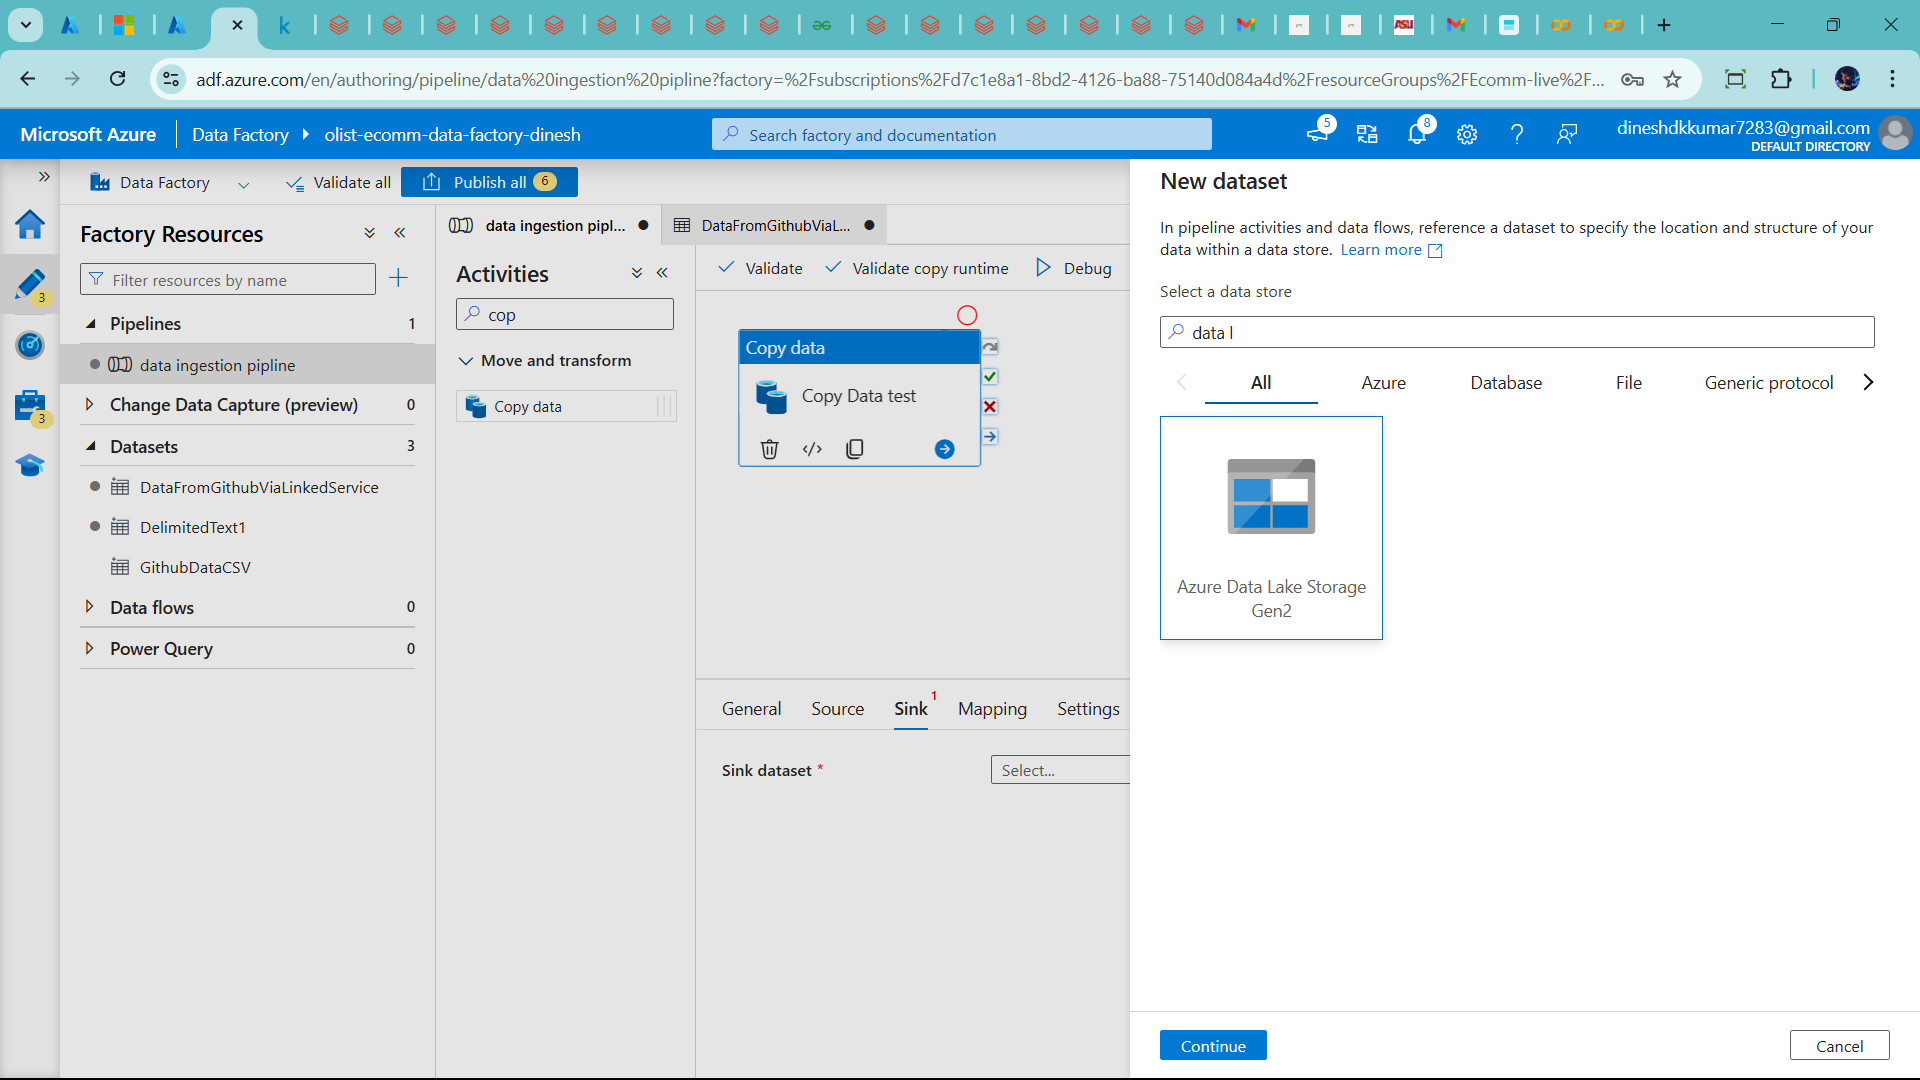 adf.azure.com/en/authoring/pipeline/data%20ingestion%20pipline?factory=%2Fsubscriptions%2Fd7c1e8a1-8bd2-4126-ba88-75140d084a4d%2FresourceGroups%2FEcomm-live%2F...
Microsoft Azure
Data Factory
olist-ecomm-data-factory-dinesh
Search factory and documentation
5
8
dineshdkkumar7283@gmail.com
DEFAULT DIRECTORY
Data Factory
Validate all
Publish all
6
3
3
Factory Resources
Filter resources by name
Pipelines
1
data ingestion pipline
Change Data Capture (preview)
0
Datasets
3
DataFromGithubViaLinkedService
DelimitedText1
GithubDataCSV
Data flows
0
Power Query
0
data ingestion pipl...
DataFromGithubViaL...
Activities
cop
Move and transform
Copy data
Validate
Validate copy runtime
Debug
Copy data
Copy Data test
General
Source
Sink
1
Mapping
Settings
Sink dataset *
Select...
New dataset
In pipeline activities and data flows, reference a dataset to specify the location and structure of your
data within a data store. Learn more
Select a data store
data l
All
Azure
Database
File
Generic protocol
Azure Data Lake Storage
Gen2
Continue
Cancel
k
ASU